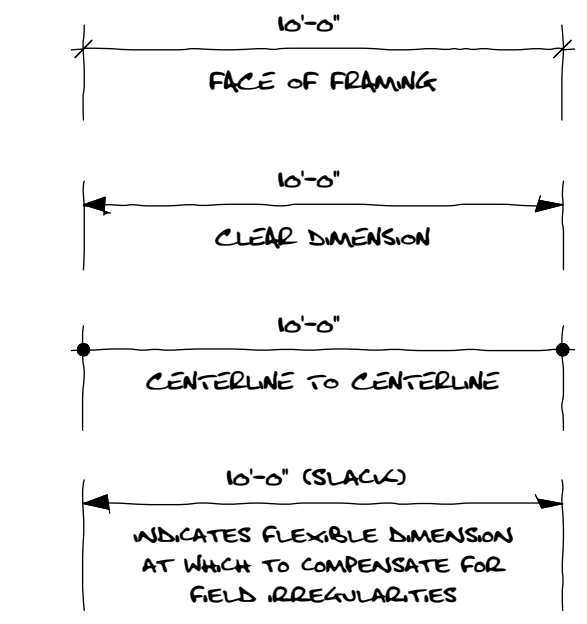 10'-0"
FACE OF FRAMING
10'-0"
CLEAR DIMENSION
10'-0"
CENTERLINE TO CENTERLINE
10'-0" (SLACK)
INDICATES FLEXIBLE DIMENSION
AT WHICH TO COMPENSATE FOR
FIELD IRREGULARITIES